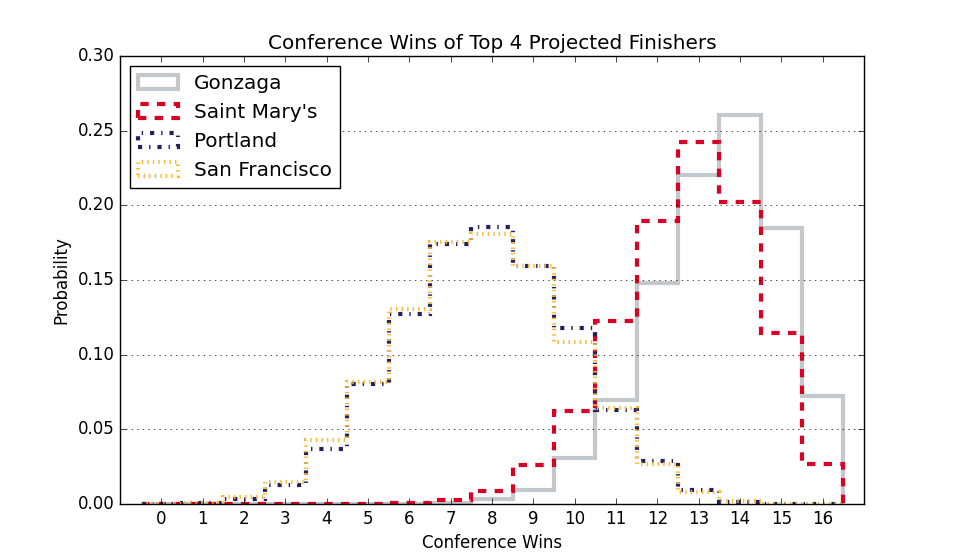 Conference Wins of Top 4 Projected Finishers
Gonzaga
Saint Mary's
Portland
San Francisco
0.30
0.25
0.20
0.15
0.10
0.05
0.00
Probability
0 1 2 3 4 5 6 7 8 9 10 11 12 13 14 15 16
Conference Wins